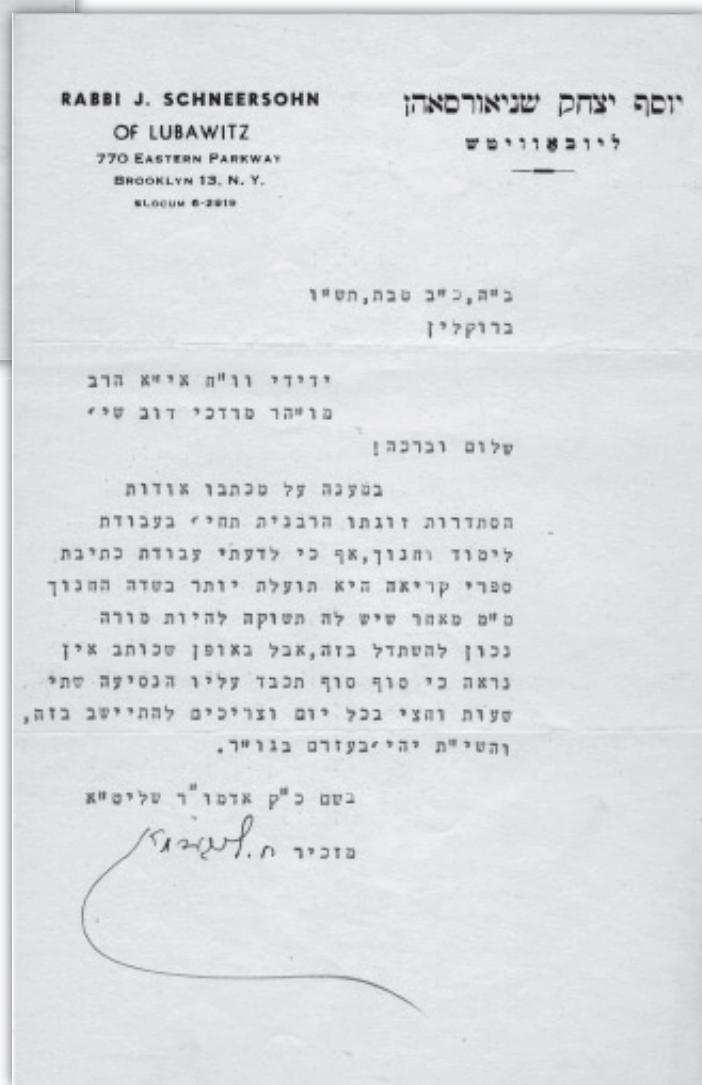 RABBI J. SCHNEERSOHN
OF LUBAWITZ
770 EASTERN PARKWAY
BROOKLYN 13, N. Y.
SLOCUM 6-2919
יוסף יצחק שניאורסאהן
ליובאוויטש
ב"ה,כ"ב טבת,תש"ו
ברוקלין
ידידי וו"ח אי"א הרב
מו"הר מרדכי דוב שי'
שלום וברכה!
במענה על מכתבו אודות
הסתדרות זוגתו הרבנית תחי' בעבודת
לימוד וחנוך,אף כי לדעתי עבודת כתיבת
ספרי קריאה היא תועלת יותר בשדה החנוך
מ"מ מאחר שיש לה תשוקה להיות מורה
נכון להשתדל בזה,אבל באופן שכותב אין
נראה כי סוף סוף תכבד עליו הנסיעה שתי
שעות וחצי בכל יום וצריכים להתיישב בזה,
והשי"ת יהי' בעזרם בגו"ר.
בשם כ"ק אדמו"ר שליט"א
מזכיר ח.